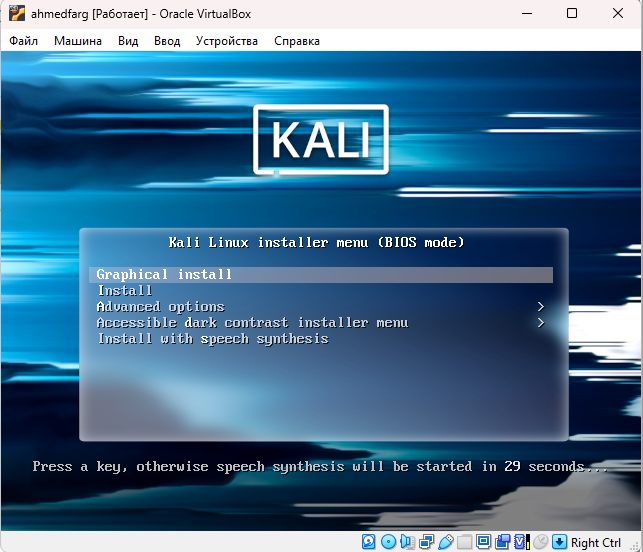 ahmedfarg [Работает] - Oracle VirtualBox
Файл Машина Вид Ввод Устройства Справка
KALI
Kali Linux installer menu (BIOS mode)
Graphical install
Install
Advanced options >
Accessible dark contrast installer menu >
Install with speech synthesis
Press a key, otherwise speech synthesis will be started in 29 seconds...
Right Ctrl